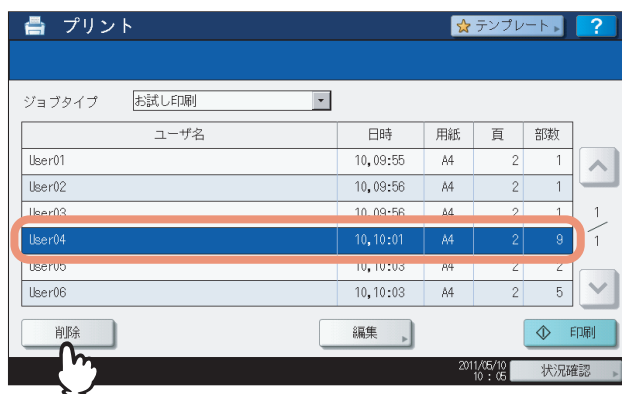 プリント テンプレート ?
ジョブタイプ お試し印刷
ユーザ名 日時 用紙 頁 部数
User01 10,09:55 A4 2 1
User02 10,09:56 A4 2 1
User03 10,09:56 A4 2 1
User04 10,10:01 A4 2 9
User05 10,10:03 A4 2 2
User06 10,10:03 A4 2 5
1/1
削除 編集 印刷
2011/05/10
10:05 状況確認